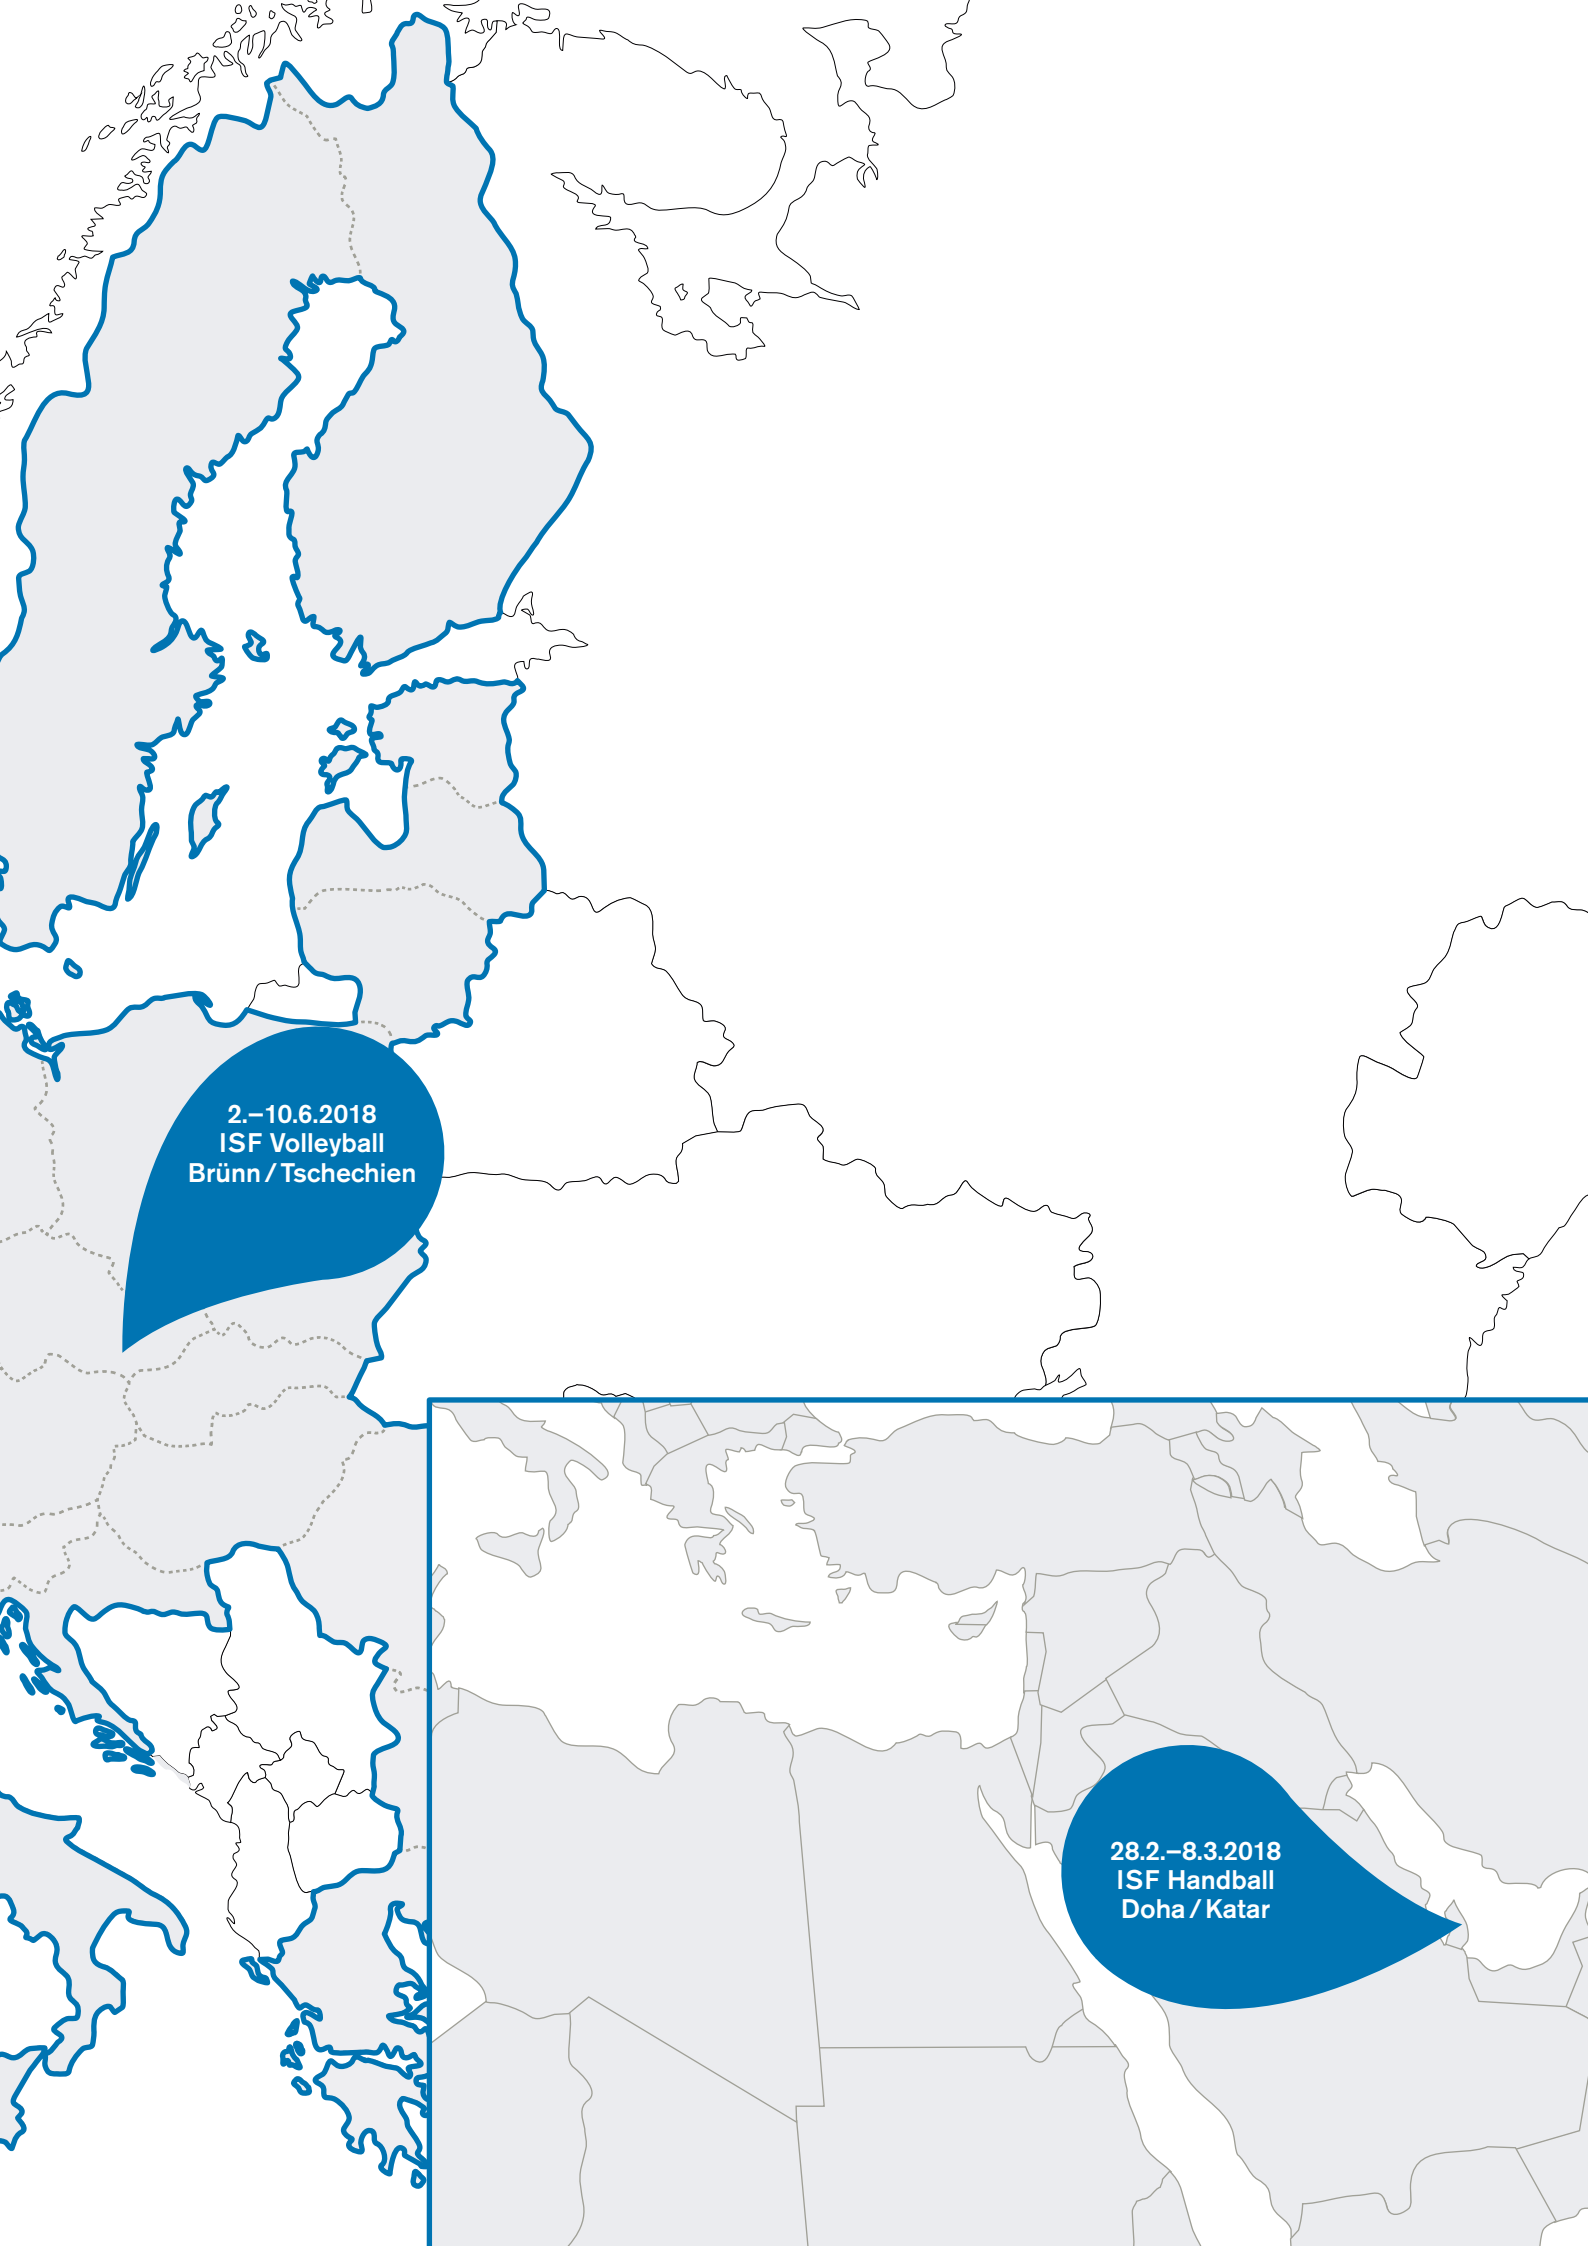 2.–10.6.2018
ISF Volleyball
Brünn / Tschechien
28.2.–8.3.2018
ISF Handball
Doha / Katar